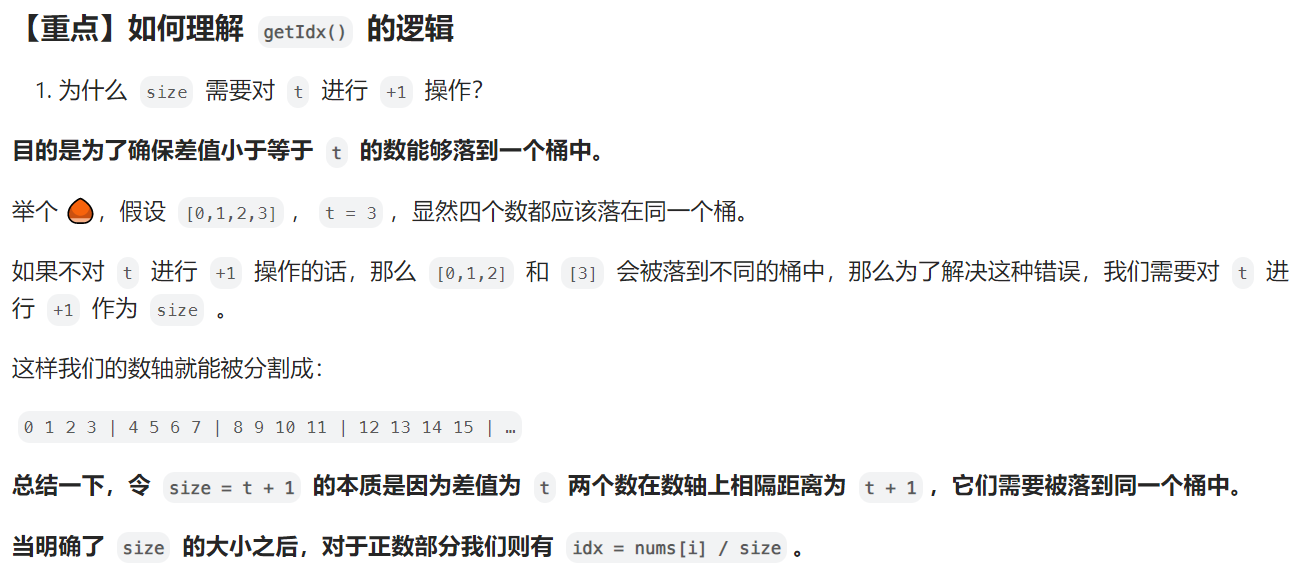 【重点】如何理解 getIdx() 的逻辑
1. 为什么 size 需要对 t 进行 +1 操作？
目的是为了确保差值小于等于 t 的数能够落到一个桶中。
举个🌰，假设 [0,1,2,3] ， t = 3 ，显然四个数都应该落在同一个桶。
如果不对 t 进行 +1 操作的话，那么 [0,1,2] 和 [3] 会被落到不同的桶中，那么为了解决这种错误，我们需要对 t 进
行 +1 作为 size 。
这样我们的数轴就能被分割成：
0 1 2 3 | 4 5 6 7 | 8 9 10 11 | 12 13 14 15 | …
总结一下，令 size = t + 1 的本质是因为差值为 t 两个数在数轴上相隔距离为 t + 1 ，它们需要被落到同一个桶中。
当明确了 size 的大小之后，对于正数部分我们则有 idx = nums[i] / size 。